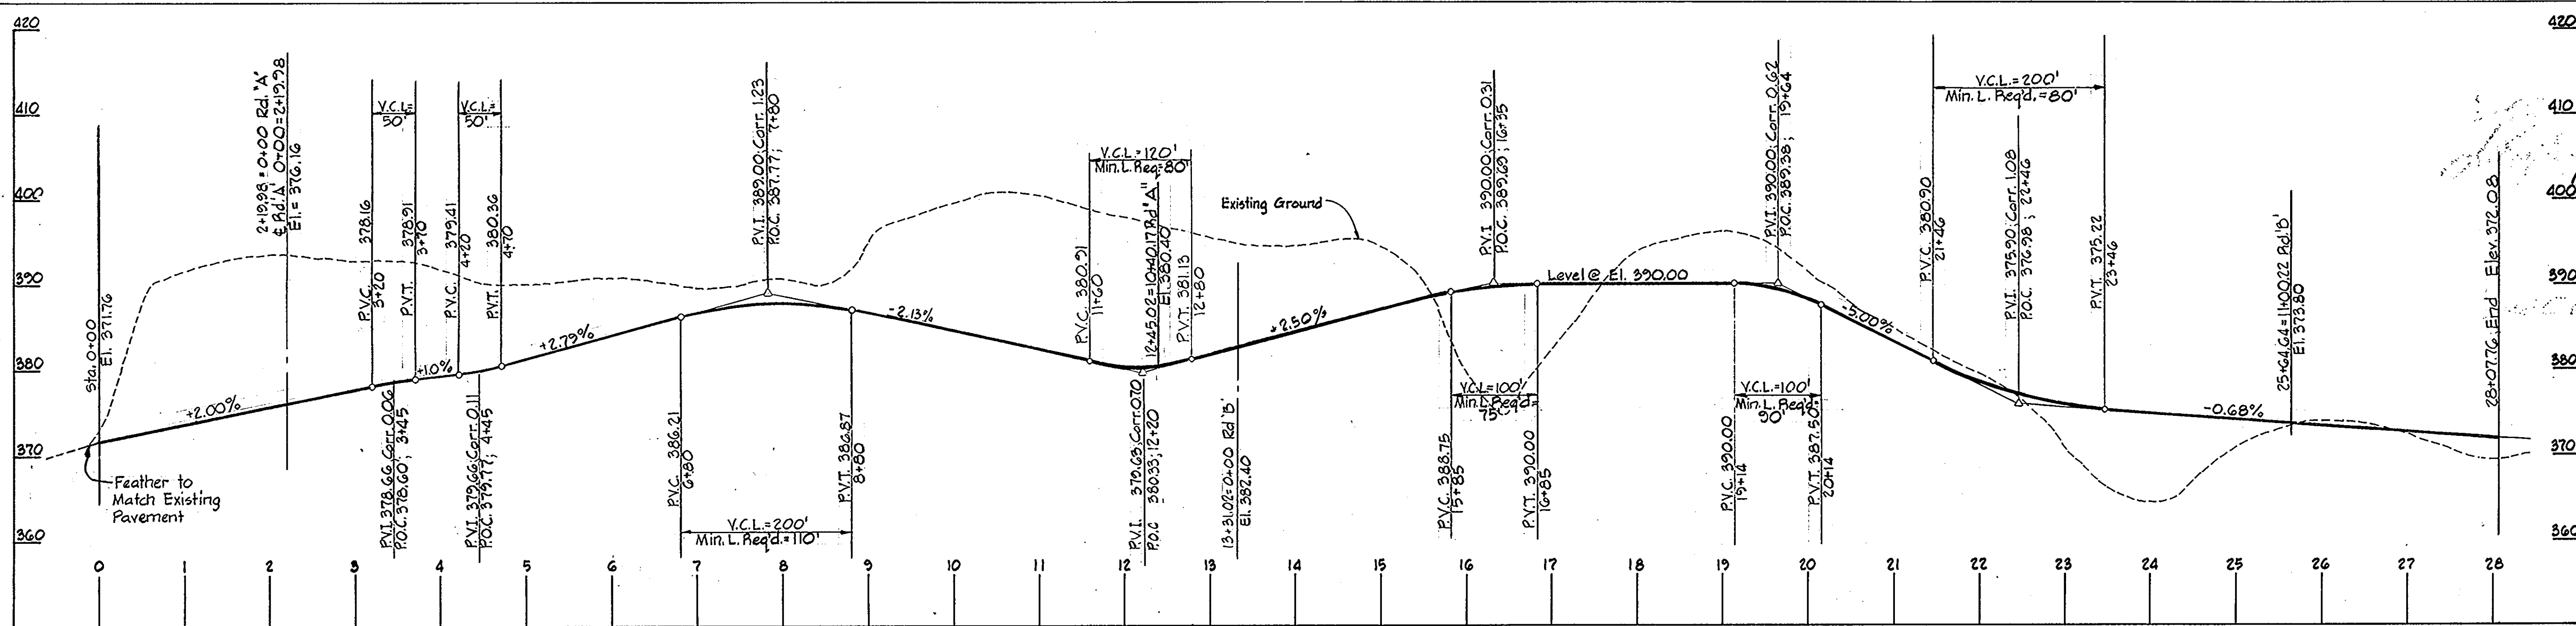 420
410
400
390
380
370
360
Sta. 0+00
El. 371.76
Feather to
Match Existing
Pavement
+2.00%
2+19.98 = 0+00 Rd. "A"
₵ Rd. 'A' 0+00 = 2+19.98
El. = 376.16
V.C.L.=
50'
P.V.C. 378.16
3+20
P.V.T. 378.91
3+70
P.V.I. 378.66 Corr. 0.06
P.O.C. 378.60; 3+45
+1.0%
V.C.L.=
50'
P.V.C. 379.41
4+20
P.V.T. 380.36
4+70
P.V.I. 379.66; Corr. 0.11
P.O.C. 379.77; 4+45
+2.79%
P.V.I. 389.00; Corr. 1.23
P.O.C. 387.77; 7+80
P.V.C. 386.21
6+80
P.V.T. 386.87
8+80
V.C.L.=200'
Min. L. Req'd.=110'
-2.13%
V.C.L.=120'
Min. L. Req=80'
P.V.C. 380.91
11+60
12+45.02=10+40.17 Rd "A"
El. 380.40
P.V.T. 381.13
12+80
P.V.I. 379.63; Corr. 0.70
P.O.C 380.33; 12+20
13+31.02=0+00 Rd 'B'
El. 382.40
+2.50%
Existing Ground
P.V.I 390.00; Corr. 0.31
P.O.C. 389.69; 16+35
V.C.L=100'
Min. L. Req'd=
75'
P.V.C. 388.75
15+85
P.V.T. 390.00
16+85
Level @ El. 390.00
P.V.I. 390.00; Corr. 0.62
P.O.C. 389.38; 19+64
V.C.L.=100'
Min. L. Req'd.=
90'
P.V.C. 390.00
19+14
P.V.T. 387.50
20+14
-5.00%
V.C.L.=200'
Min. L. Req'd.=80'
P.V.C. 380.90
21+46
P.V.I. 375.90; Corr. 1.08
P.O.C. 376.98; 22+46
P.V.T. 375.22
23+46
-0.68%
25+64.64=11+00.22 Rd. 'B'
El. 373.80
28+07.76; End Elev. 372.08
420
410
400
390
380
370
360
0 1 2 3 4 5 6 7 8 9 10 11 12 13 14 15 16 17 18 19 20 21 22 23 24 25 26 27 28